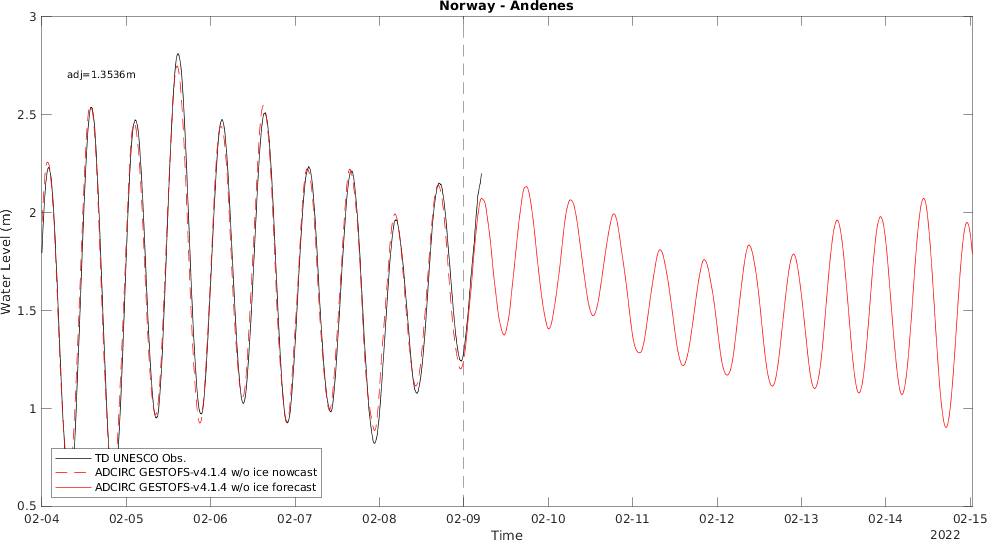 Norway - Andenes
3
adj=1.3536m
2.5
2
Water Level (m)
1.5
1
TD UNESCO Obs.
ADCIRC GESTOFS-v4.1.4 w/o ice nowcast
ADCIRC GESTOFS-v4.1.4 w/o ice forecast
0.5
02-04 02-05 02-06 02-07 02-08 02-09 02-10 02-11 02-12 02-13 02-14 02-15
Time
2022